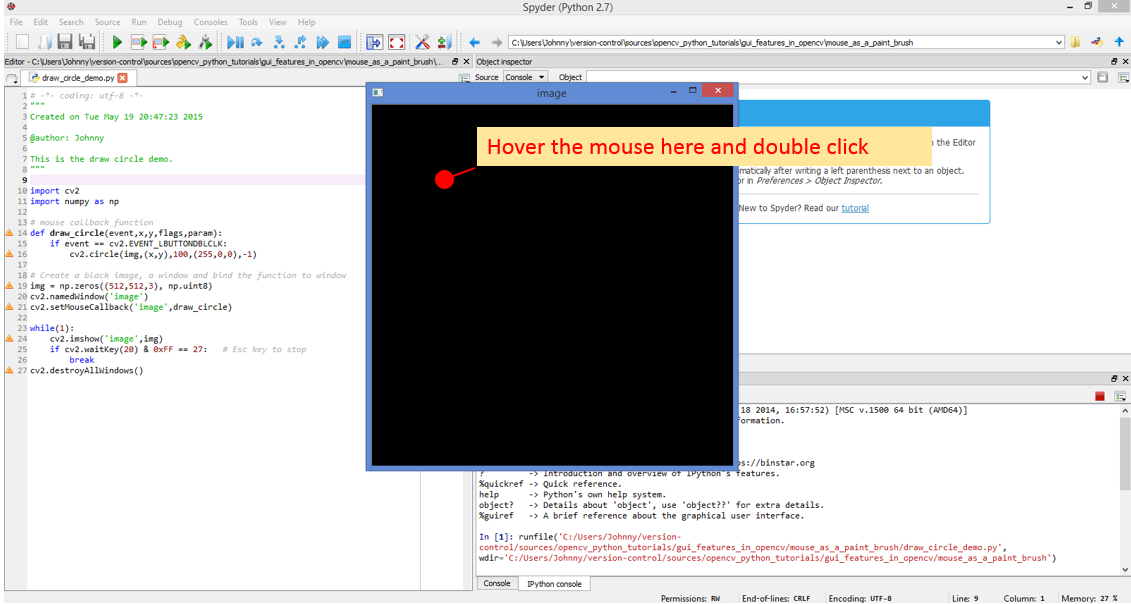 Spyder (Python 2.7)
File Edit Search Source Run Debug Consoles Tools View Help
C:\Users\Johnny\version-control\sources\opencv_python_tutorials\gui_features_in_opencv\mouse_as_a_paint_brush
Editor - C:\Users\Johnny\version-control\sources\opencv_python_tutorials\gui_features_in_opencv\mouse_as_a_paint_brush\...
draw_circle_demo.py
1 # -*- coding: utf-8 -*-
2 """
3 Created on Tue May 19 20:47:23 2015
4
5 @author: Johnny
6
7 This is the draw circle demo.
8 """
9
10 import cv2
11 import numpy as np
12
13 # mouse callback function
14 def draw_circle(event,x,y,flags,param):
15     if event == cv2.EVENT_LBUTTONDBLCLK:
16         cv2.circle(img,(x,y),100,(255,0,0),-1)
17
18 # Create a black image, a window and bind the function to window
19 img = np.zeros((512,512,3), np.uint8)
20 cv2.namedWindow('image')
21 cv2.setMouseCallback('image',draw_circle)
22
23 while(1):
24     cv2.imshow('image',img)
25     if cv2.waitKey(20) & 0xFF == 27:   # Esc key to stop
26         break
27 cv2.destroyAllWindows()
image
Hover the mouse here and double click
Object inspector
Source Console Object
the Editor
matically after writing a left parenthesis next to an object.
or in Preferences > Object Inspector.
New to Spyder? Read our tutorial
18 2014, 16:57:52) [MSC v.1500 64 bit (AMD64)]
formation.
ps://binstar.org
? -> Introduction and overview of IPython's features.
%quickref -> Quick reference.
help -> Python's own help system.
object? -> Details about 'object', use 'object??' for extra details.
%guiref -> A brief reference about the graphical user interface.
In [1]: runfile('C:/Users/Johnny/version-
control/sources/opencv_python_tutorials/gui_features_in_opencv/mouse_as_a_paint_brush/draw_circle_demo.py',
wdir='C:/Users/Johnny/version-control/sources/opencv_python_tutorials/gui_features_in_opencv/mouse_as_a_paint_brush')
Console IPython console
Permissions: RW End-of-lines: CRLF Encoding: UTF-8 Line: 9 Column: 1 Memory: 27 %